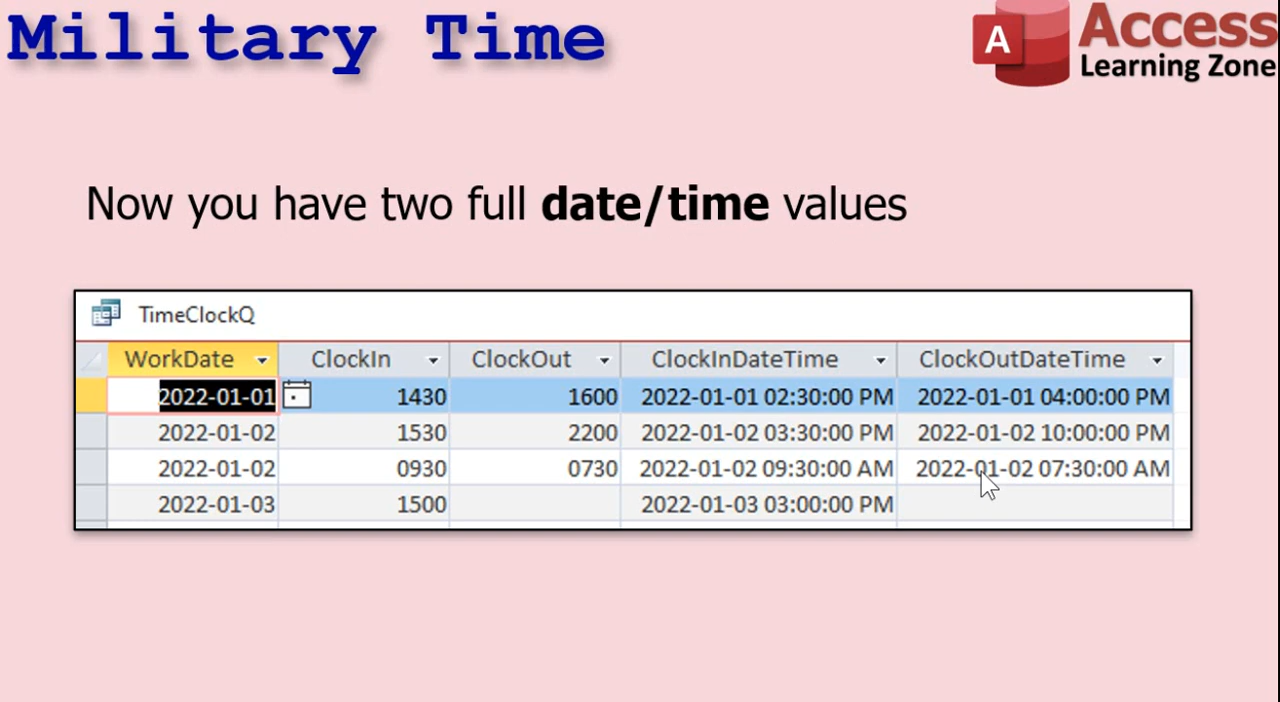 Military Time
A Access
Learning Zone
Now you have two full date/time values
TimeClockQ
WorkDate ClockIn ClockOut ClockInDateTime ClockOutDateTime
2022-01-01 1430 1600 2022-01-01 02:30:00 PM 2022-01-01 04:00:00 PM
2022-01-02 1530 2200 2022-01-02 03:30:00 PM 2022-01-02 10:00:00 PM
2022-01-02 0930 0730 2022-01-02 09:30:00 AM 2022-01-02 07:30:00 AM
2022-01-03 1500 2022-01-03 03:00:00 PM